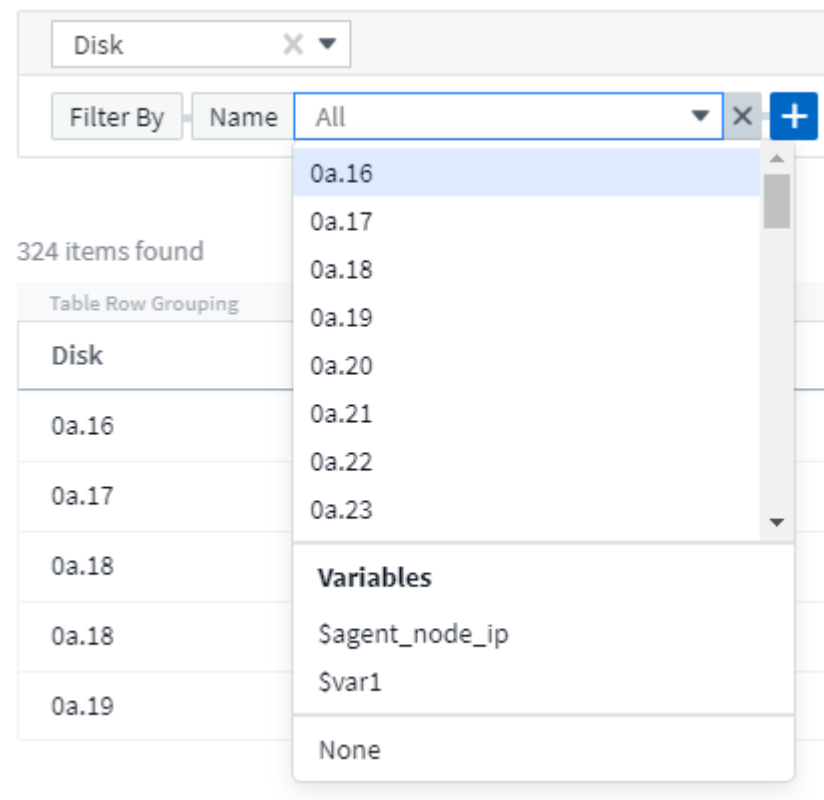 Disk
Filter By Name All
0a.16
0a.17
0a.18
0a.19
0a.20
0a.21
0a.22
0a.23
Variables
$agent_node_ip
$var1
None
324 items found
Table Row Grouping
Disk
0a.16
0a.17
0a.18
0a.18
0a.19